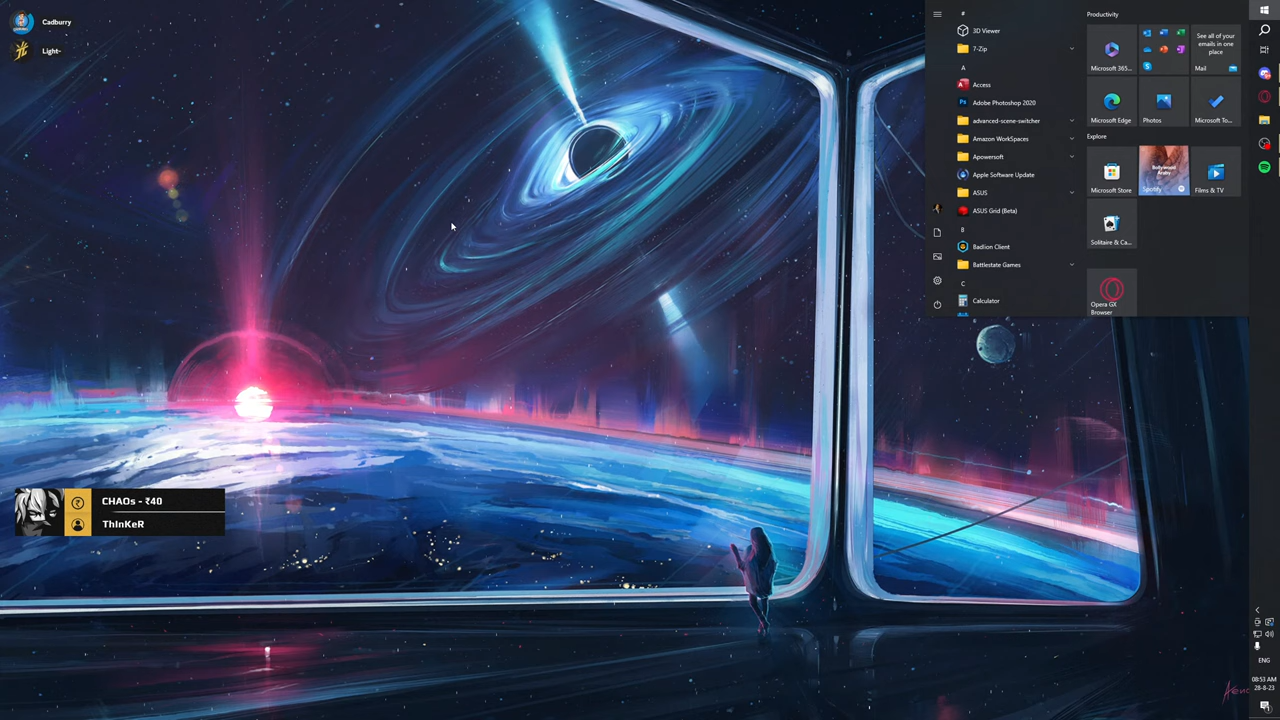 Cadburry
Light-
CHAOs - ₹40
ThInKeR
#
3D Viewer
7-Zip
A
Access
Adobe Photoshop 2020
advanced-scene-switcher
Amazon WorkSpaces
Apowersoft
Apple Software Update
ASUS
ASUS Grid (Beta)
B
Badlion Client
Battlestate Games
C
Calculator
Productivity
Microsoft 365...
See all of your
emails in one
place
Mail
Microsoft Edge
Photos
Microsoft To...
Explore
Microsoft Store
Bollywood
Spotify
Films & TV
Solitaire & Ca...
Opera GX
Browser
ENG
08:53 AM
28-8-23